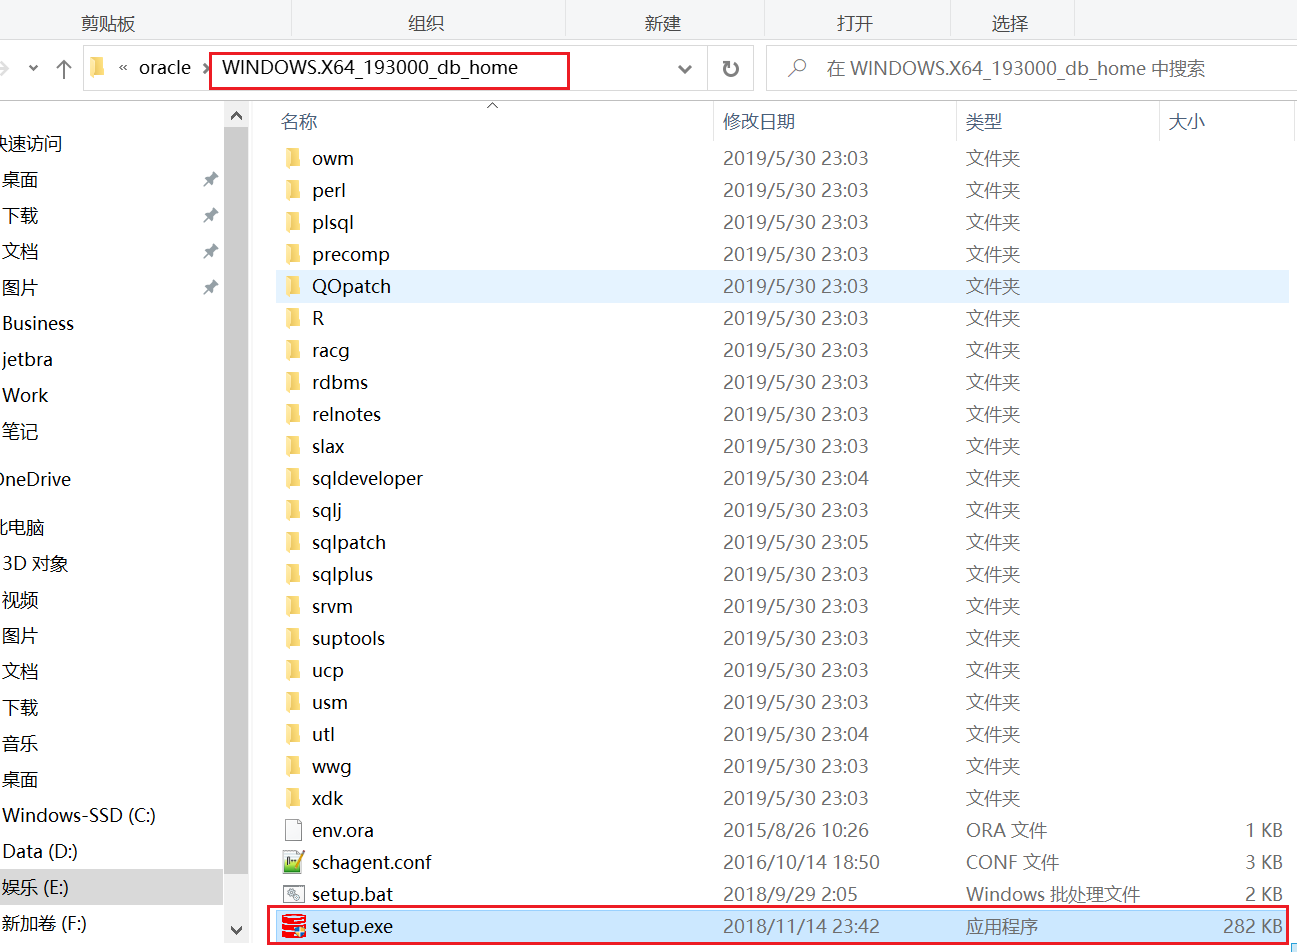 剪贴板 组织 新建 打开 选择
« oracle › WINDOWS.X64_193000_db_home 在 WINDOWS.X64_193000_db_home 中搜索
名称 修改日期 类型 大小
快速访问
桌面
下载
文档
图片
Business
jetbra
Work
笔记
OneDrive
此电脑
3D 对象
视频
图片
文档
下载
音乐
桌面
Windows-SSD (C:)
Data (D:)
娱乐 (E:)
新加卷 (F:)
owm 2019/5/30 23:03 文件夹
perl 2019/5/30 23:03 文件夹
plsql 2019/5/30 23:03 文件夹
precomp 2019/5/30 23:03 文件夹
QOpatch 2019/5/30 23:03 文件夹
R 2019/5/30 23:03 文件夹
racg 2019/5/30 23:03 文件夹
rdbms 2019/5/30 23:03 文件夹
relnotes 2019/5/30 23:03 文件夹
slax 2019/5/30 23:03 文件夹
sqldeveloper 2019/5/30 23:04 文件夹
sqlj 2019/5/30 23:03 文件夹
sqlpatch 2019/5/30 23:05 文件夹
sqlplus 2019/5/30 23:03 文件夹
srvm 2019/5/30 23:03 文件夹
suptools 2019/5/30 23:03 文件夹
ucp 2019/5/30 23:03 文件夹
usm 2019/5/30 23:03 文件夹
utl 2019/5/30 23:04 文件夹
wwg 2019/5/30 23:03 文件夹
xdk 2019/5/30 23:03 文件夹
env.ora 2015/8/26 10:26 ORA 文件 1 KB
schagent.conf 2016/10/14 18:50 CONF 文件 3 KB
setup.bat 2018/9/29 2:05 Windows 批处理文件 2 KB
setup.exe 2018/11/14 23:42 应用程序 282 KB